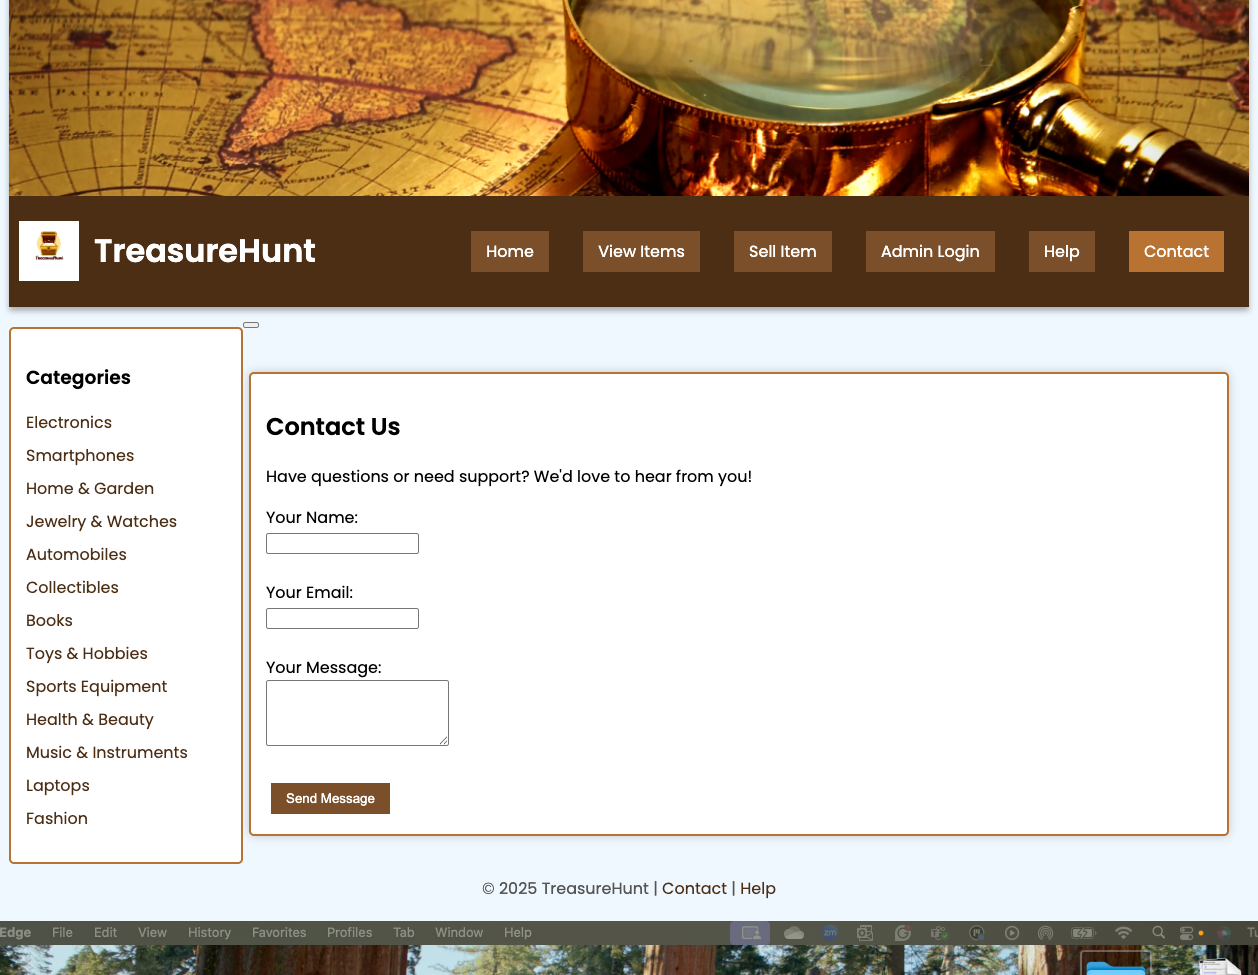 TreasureHunt
TreasureHunt
Home
View Items
Sell Item
Admin Login
Help
Contact
Categories
Electronics
Smartphones
Home & Garden
Jewelry & Watches
Automobiles
Collectibles
Books
Toys & Hobbies
Sports Equipment
Health & Beauty
Music & Instruments
Laptops
Fashion
Contact Us
Have questions or need support? We'd love to hear from you!
Your Name:
Your Email:
Your Message:
Send Message
© 2025 TreasureHunt | Contact | Help
Edge File Edit View History Favorites Profiles Tab Window Help
zm